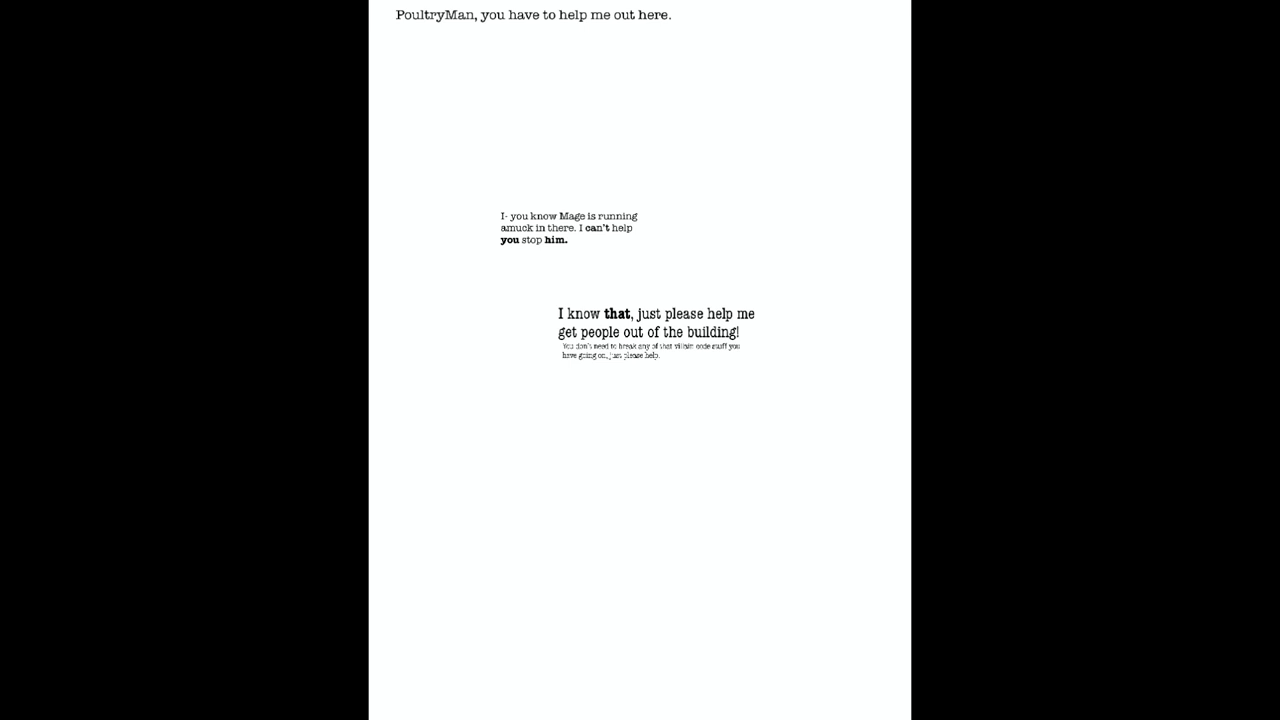 PoultryMan, you have to help me out here.
I- you know Mage is running
amuck in there. I can't help
you stop him.
I know that, just please help me
get people out of the building!
You don't need to break any of that villain code stuff you
have going on, just please help.